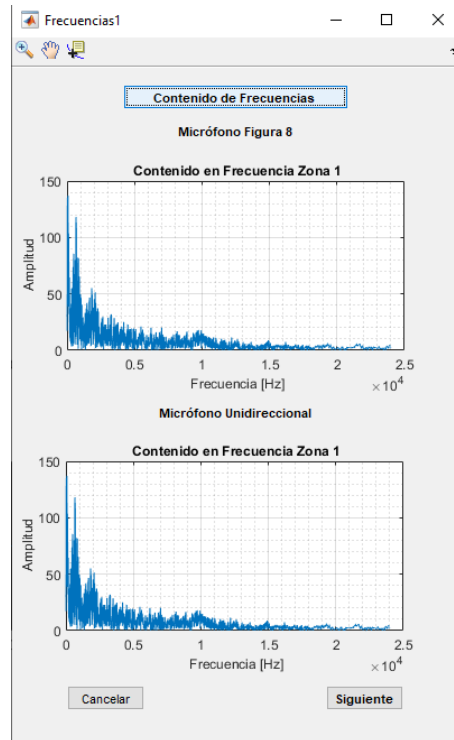 Frecuencias1
Contenido de Frecuencias
Micrófono Figura 8
Contenido en Frecuencia Zona 1
150
100
50
0
Amplitud
0 0.5 1 1.5 2 2.5
Frecuencia [Hz]
×10^4
Micrófono Unidireccional
Contenido en Frecuencia Zona 1
150
100
50
0
Amplitud
0 0.5 1 1.5 2 2.5
Frecuencia [Hz]
×10^4
Cancelar Siguiente